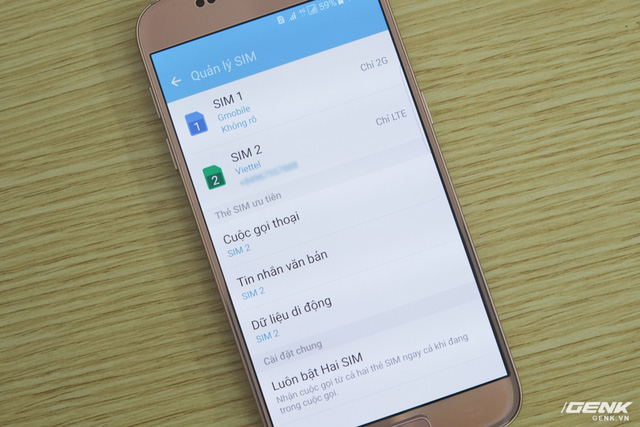 59%
Quản lý SIM
SIM 1
Gmobile
Không rõ
Chỉ 2G
1
SIM 2
Viettel
Chỉ LTE
2
Thẻ SIM ưu tiên
Cuộc gọi thoại
SIM 2
Tin nhắn văn bản
SIM 2
Dữ liệu di động
SIM 2
Cài đặt chung
Luôn bật Hai SIM
Nhận cuộc gọi từ cả hai thẻ SIM ngay cả khi đang
trong cuộc gọi.
GENK
GENK.VN